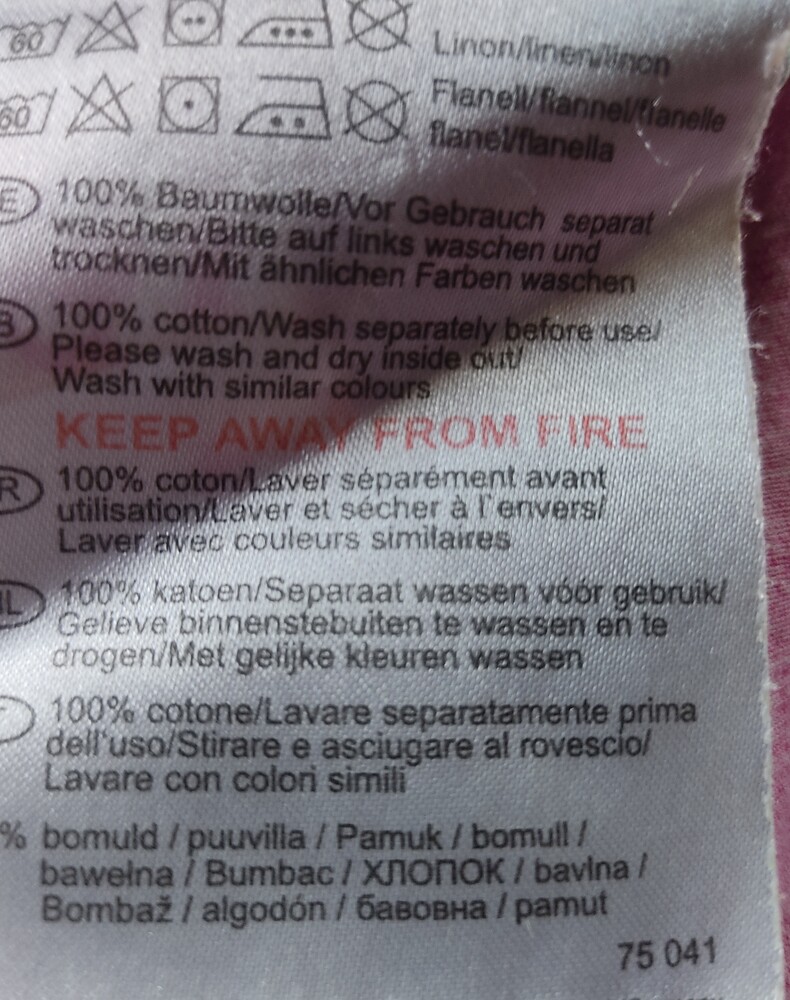 60 Linon/linen/linon
60 Flanell/flannel/flanelle
flanel/flanella
E 100% Baumwolle/Vor Gebrauch separat
waschen/Bitte auf links waschen und
trocknen/Mit ähnlichen Farben waschen
B 100% cotton/Wash separately before use/
Please wash and dry inside out/
Wash with similar colours
KEEP AWAY FROM FIRE
R 100% coton/Laver séparément avant
utilisation/Laver et sécher à l'envers/
Laver avec couleurs similaires
NL 100% katoen/Separaat wassen vóór gebruik/
Gelieve binnenstebuiten te wassen en te
drogen/Met gelijke kleuren wassen
100% cotone/Lavare separatamente prima
dell'uso/Stirare e asciugare al rovescio/
Lavare con colori simili
% bomuld / puuvilla / Pamuk / bomull /
bawełna / Bumbac / ХЛОПОК / bavlna /
Bombaž / algodón / бавовна / pamut
75 041